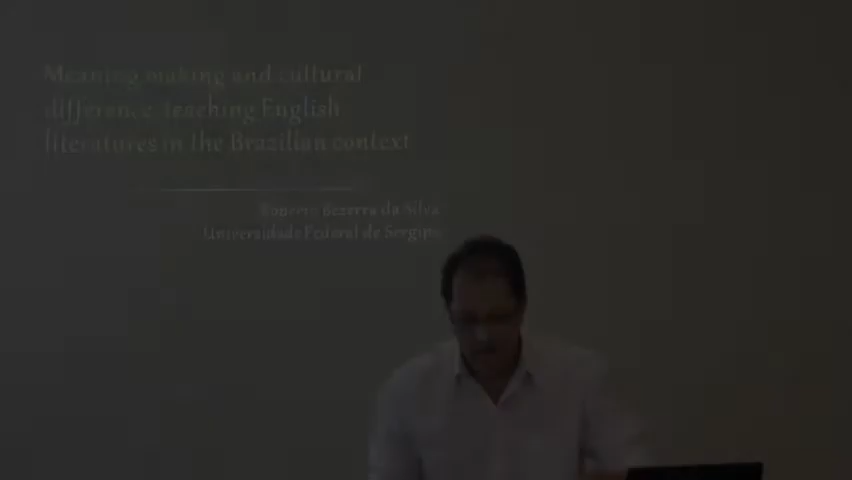 Meaning making and cultural
difference: teaching English
literatures in the Brazilian context
Bezerra da Silva
Universidade Federal de Sergipe